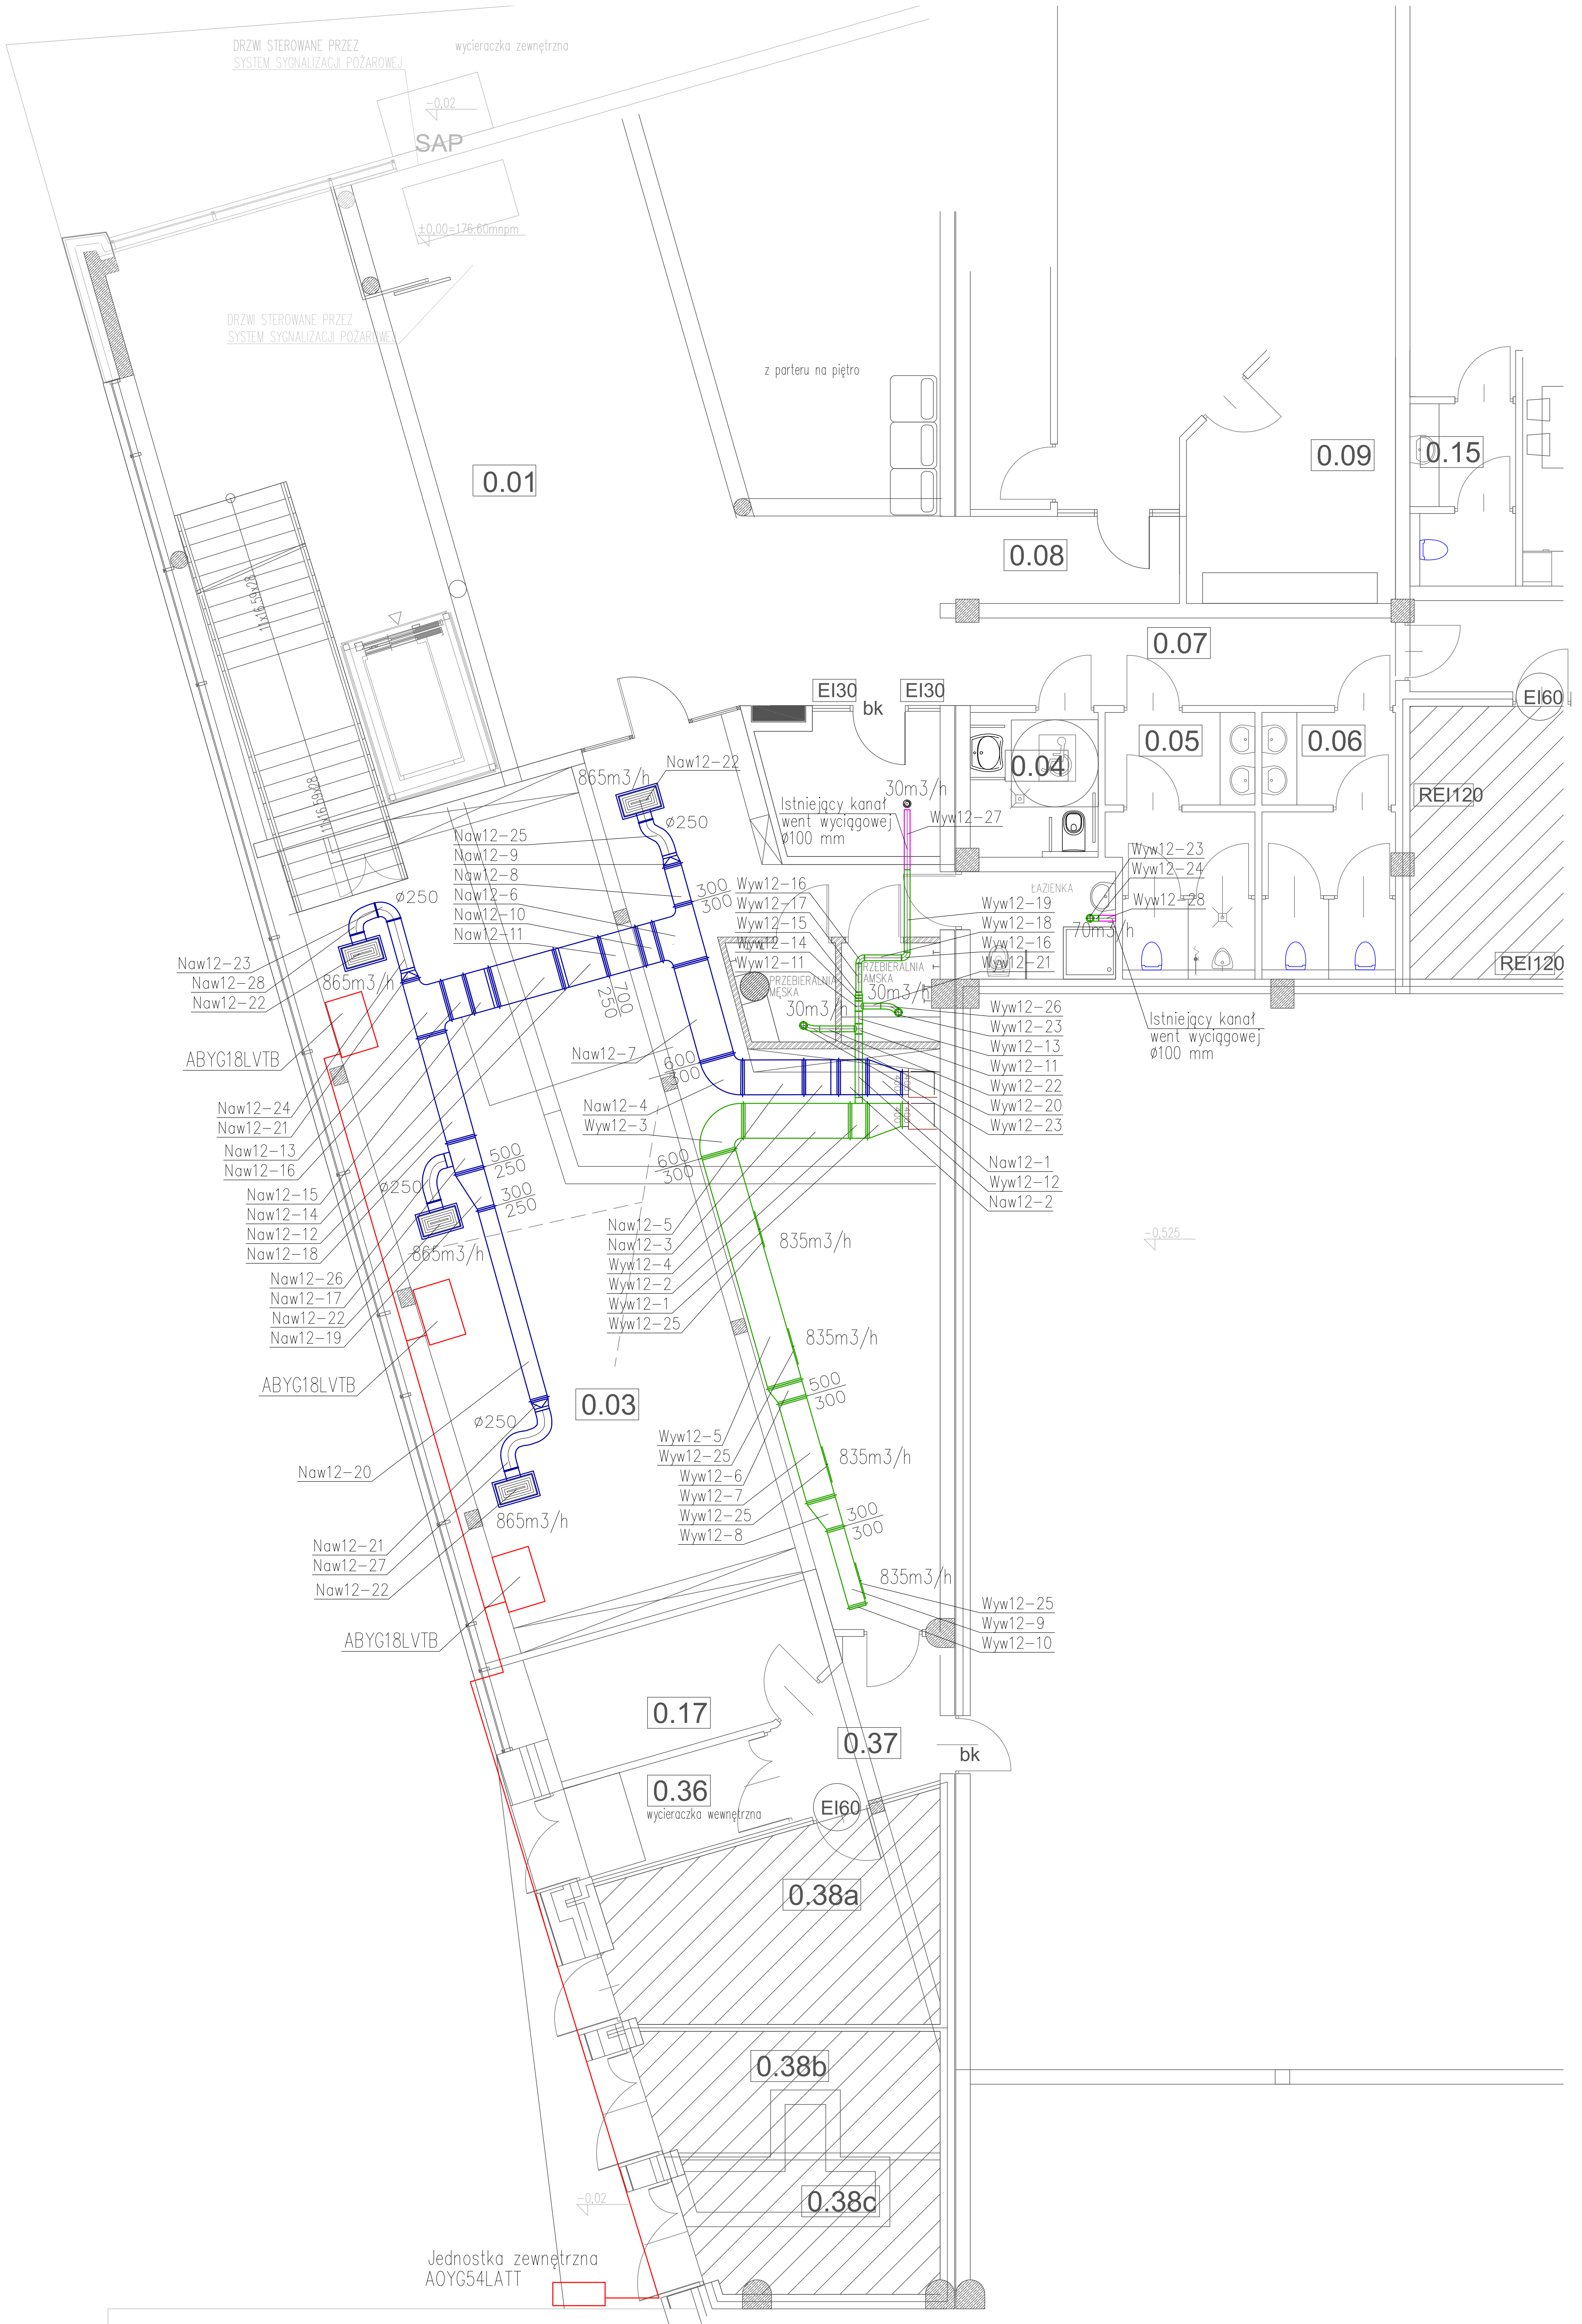 DRZWI STEROWANE PRZEZ
SYSTEM SYGNALIZACJI POŻAROWEJ
wycieraczka zewnętrzna
-0,02
SAP
±0,00=176.60mnpm
DRZWI STEROWANE PRZEZ
SYSTEM SYGNALIZACJI POŻAROWEJ
z parteru na piętro
0.01
0.09
0.15
0.08
11x16.59x28
0.07
EI30
bk
EI30
EI60
0.05
0.06
0.04
REI120
11x16.59x28
865m3/h
Naw12-22
30m3/h
Istniejący kanał
went wyciągowej
ø100 mm
Wyw12-27
ø250
Naw12-25
Naw12-9
Naw12-8
Naw12-6
Naw12-10
Naw12-11
300
300
Wyw12-16
Wyw12-17
Wyw12-15
Wyw12-14
Wyw12-11
Wyw12-23
Wyw12-24
Wyw12-28
ŁAZIENKA
70m3/h
Wyw12-19
Wyw12-18
Wyw12-16
Wyw12-21
REI120
ø250
Naw12-23
Naw12-28
Naw12-22
865m3/h
700
250
PRZEBIERALNIA
MĘSKA
PRZEBIERALNIA
DAMSKA
30m3/h
30m3/h
Wyw12-26
Wyw12-23
Wyw12-13
Wyw12-11
Wyw12-22
Wyw12-20
Wyw12-23
Istniejący kanał
went wyciągowej
ø100 mm
ABYG18LVTB
Naw12-7
600
300
Naw12-4
Wyw12-3
Naw12-24
Naw12-21
Naw12-13
Naw12-16
Naw12-15
Naw12-14
Naw12-12
Naw12-18
Naw12-26
Naw12-17
Naw12-22
Naw12-19
500
250
ø250
300
250
865m3/h
600
300
Naw12-1
Wyw12-12
Naw12-2
Naw12-5
Naw12-3
Wyw12-4
Wyw12-2
Wyw12-1
Wyw12-25
835m3/h
-0,525
835m3/h
ABYG18LVTB
0.03
500
300
ø250
Wyw12-5
Wyw12-25
Wyw12-6
Wyw12-7
Wyw12-25
Wyw12-8
835m3/h
Naw12-20
300
300
865m3/h
Naw12-21
Naw12-27
Naw12-22
835m3/h
Wyw12-25
Wyw12-9
Wyw12-10
ABYG18LVTB
0.17
0.37
bk
0.36
wycieraczka wewnętrzna
EI60
0.38a
0.38b
0.38c
-0,02
Jednostka zewnętrzna
AOYG54LATT